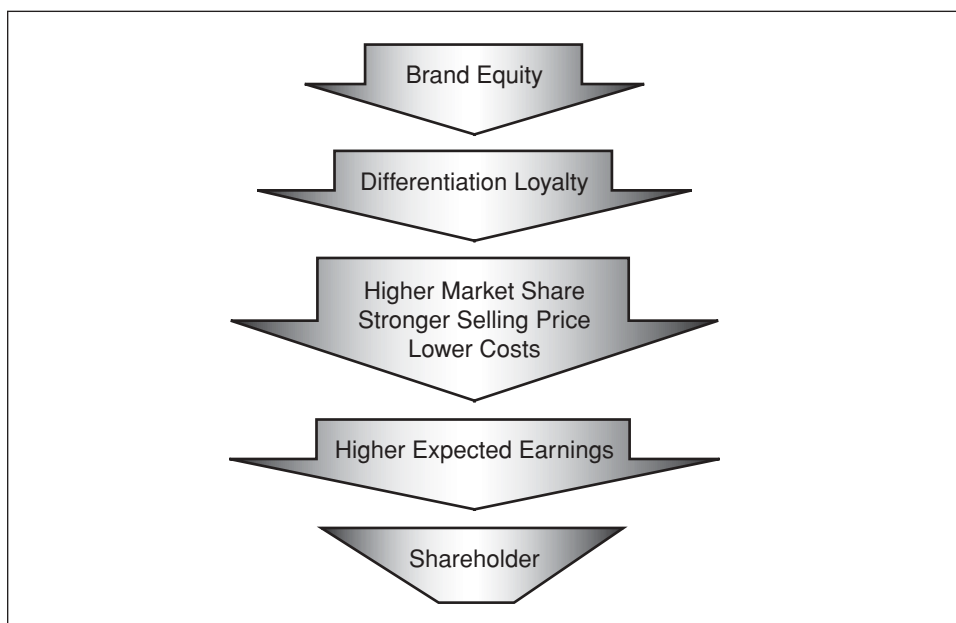 Brand Equity
Differentiation Loyalty
Higher Market Share
Stronger Selling Price
Lower Costs
Higher Expected Earnings
Shareholder